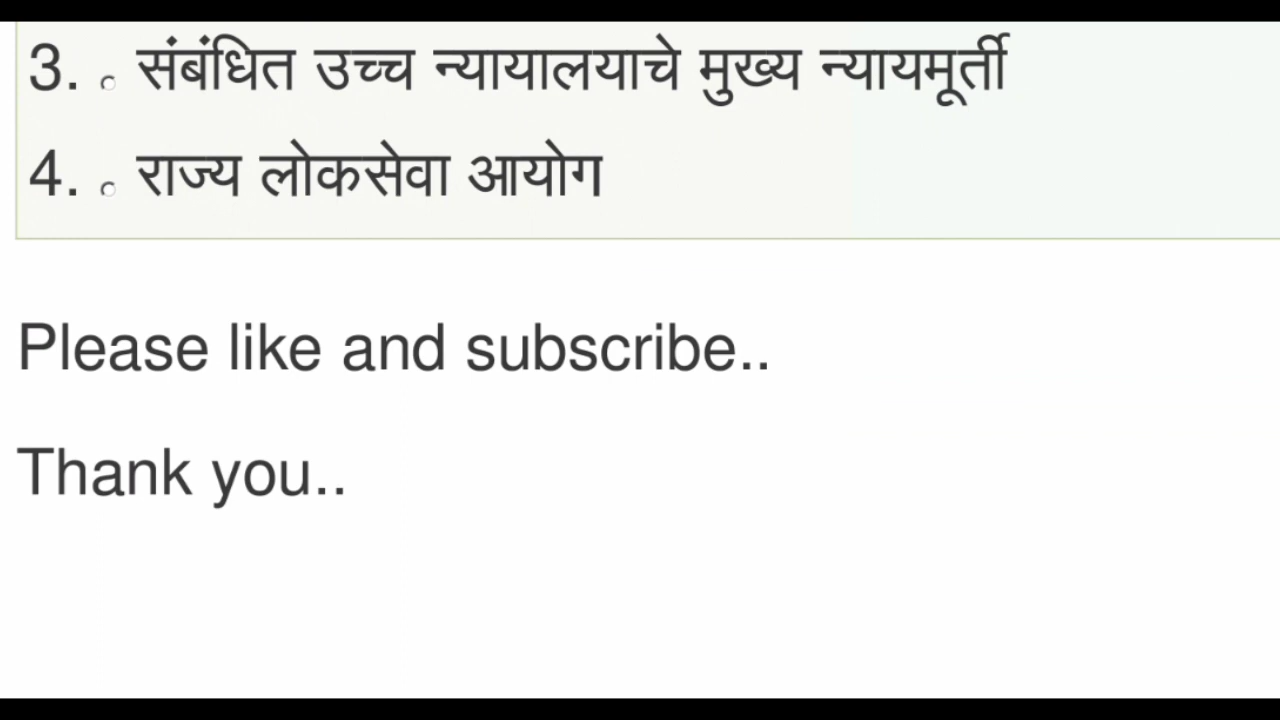 3. संबंधित उच्च न्यायालयाचे मुख्य न्यायमूर्ती
4. राज्य लोकसेवा आयोग
Please like and subscribe..
Thank you..